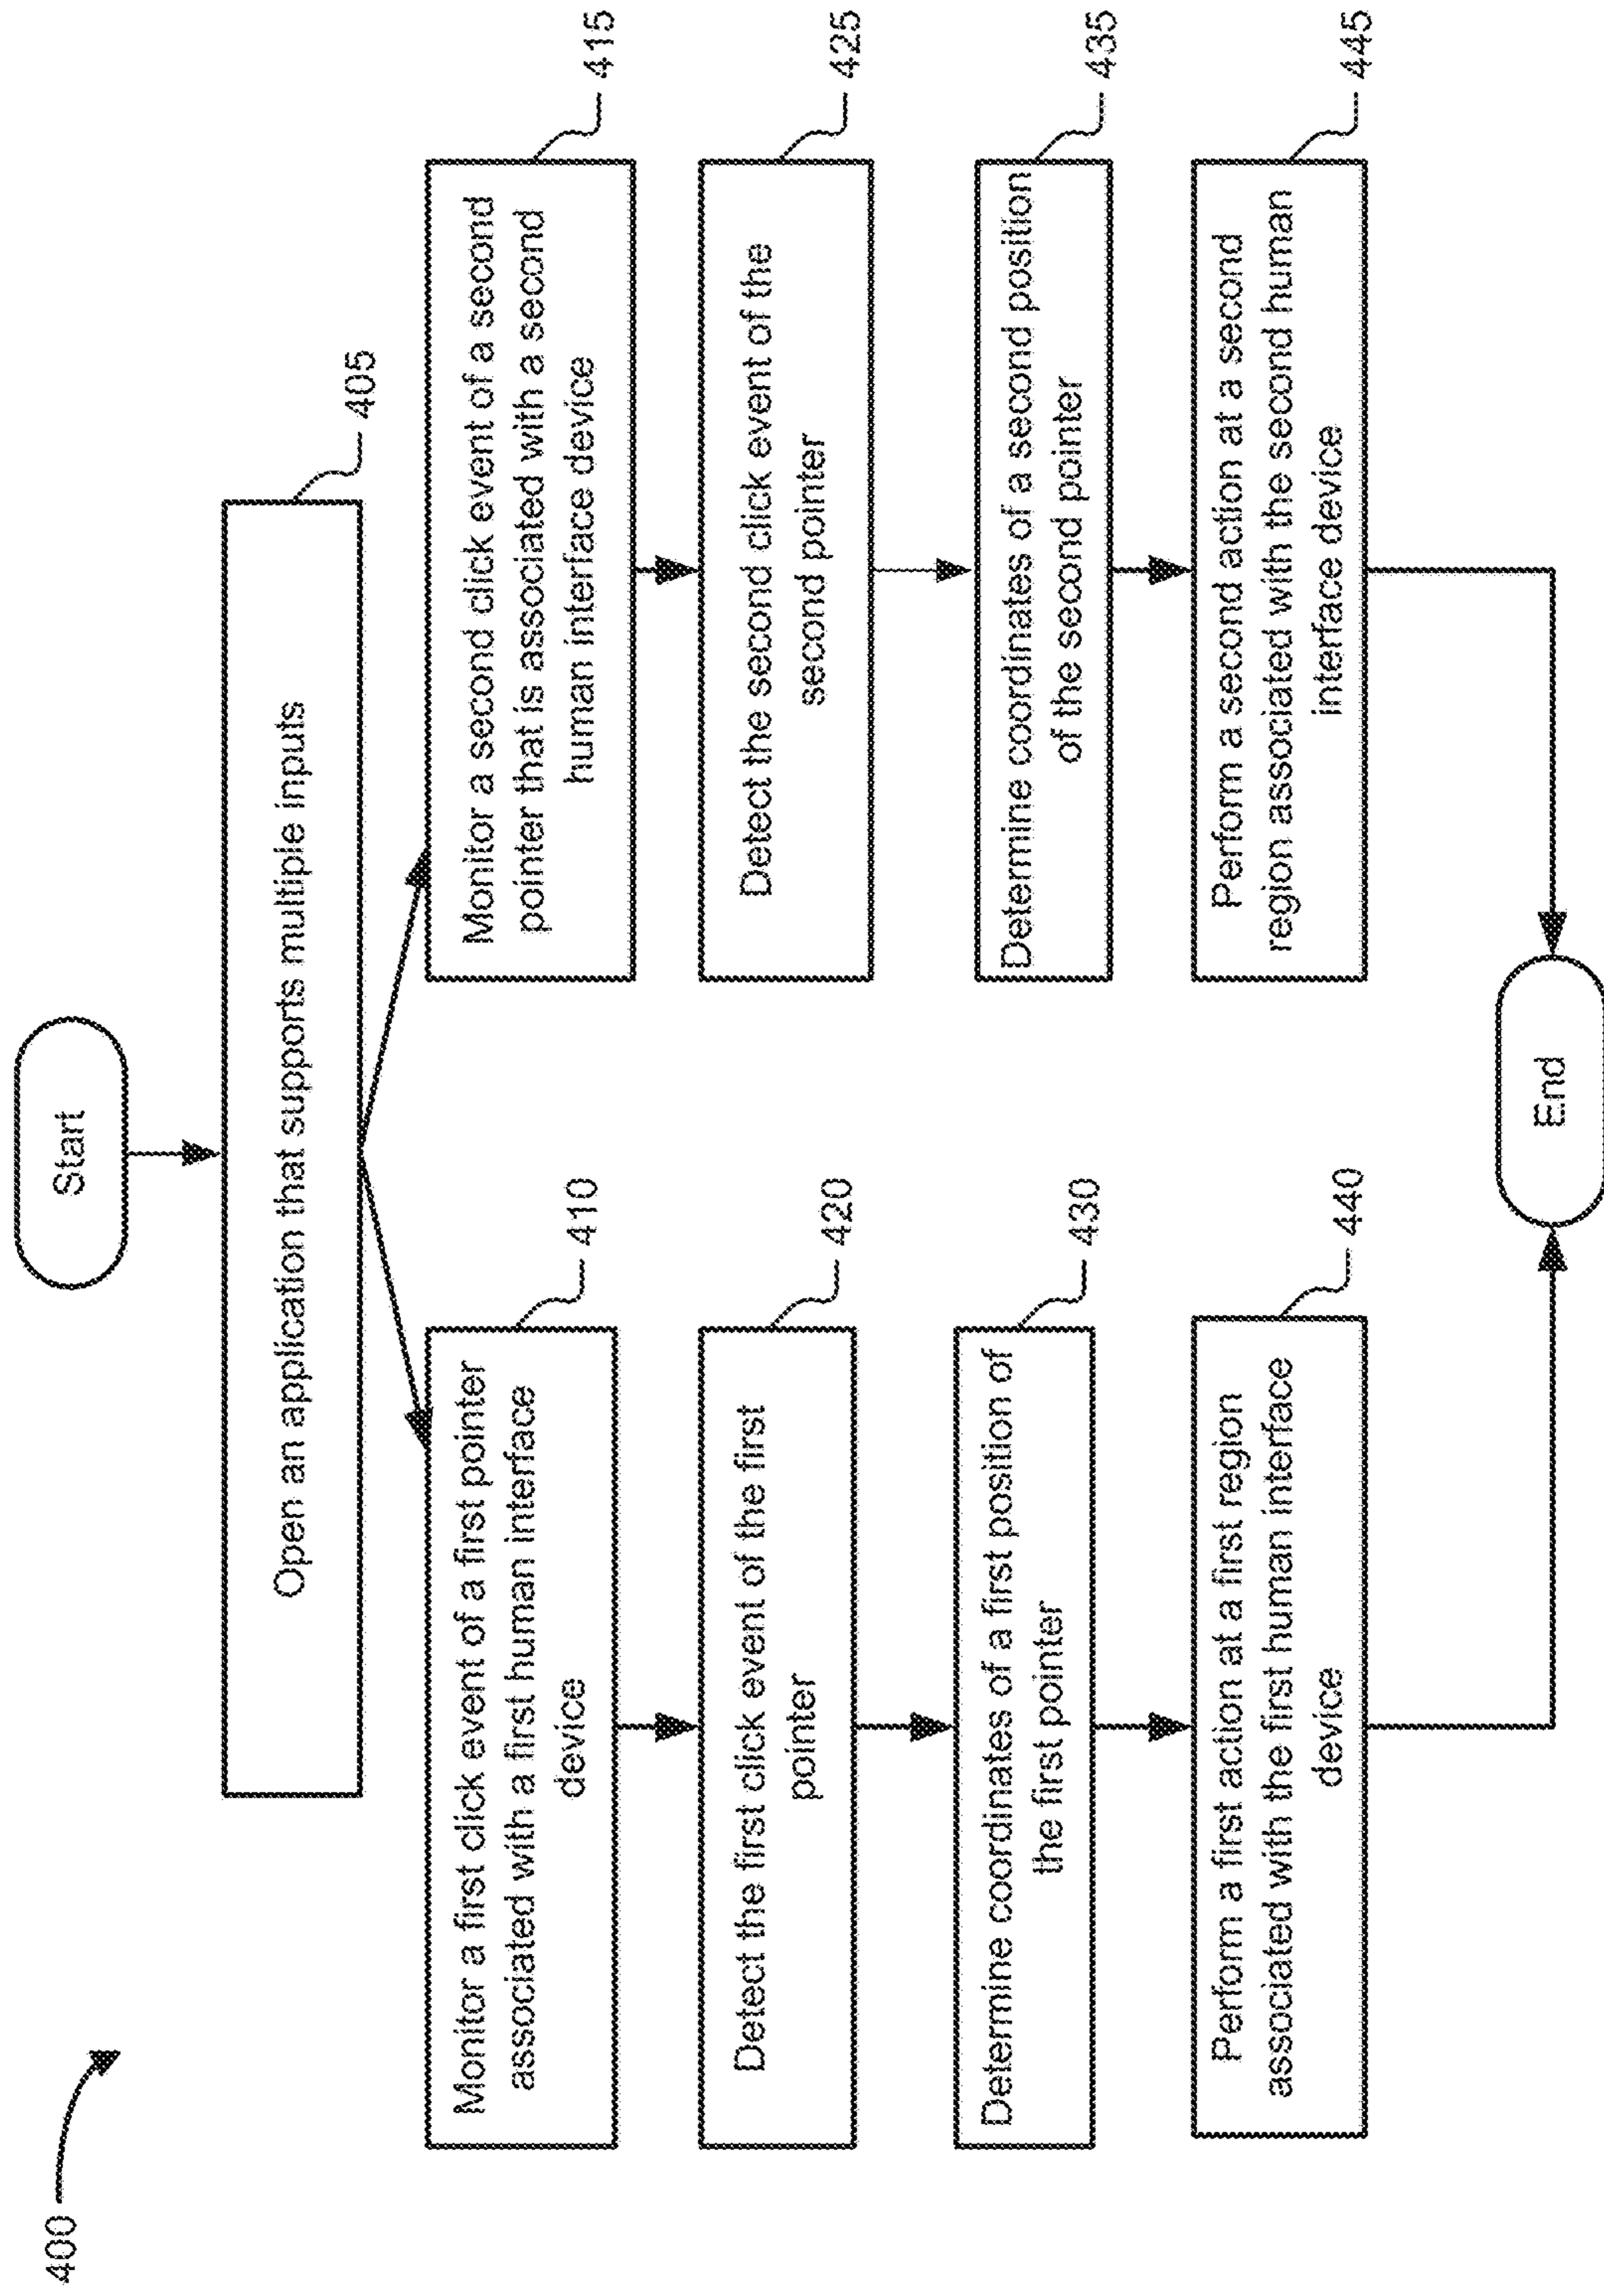 400
Start
Open an application that supports multiple inputs
405
Monitor a first click event of a first pointer
associated with a first human interface
device
410
Monitor a second click event of a second
pointer that is associated with a second
human interface device
415
Detect the first click event of the first
pointer
420
Detect the second click event of the
second pointer
425
Determine coordinates of a first position of
the first pointer
430
Determine coordinates of a second position
of the second pointer
435
Perform a first action at a first region
associated with the first human interface
device
440
Perform a second action at a second
region associated with the second human
interface device
445
End